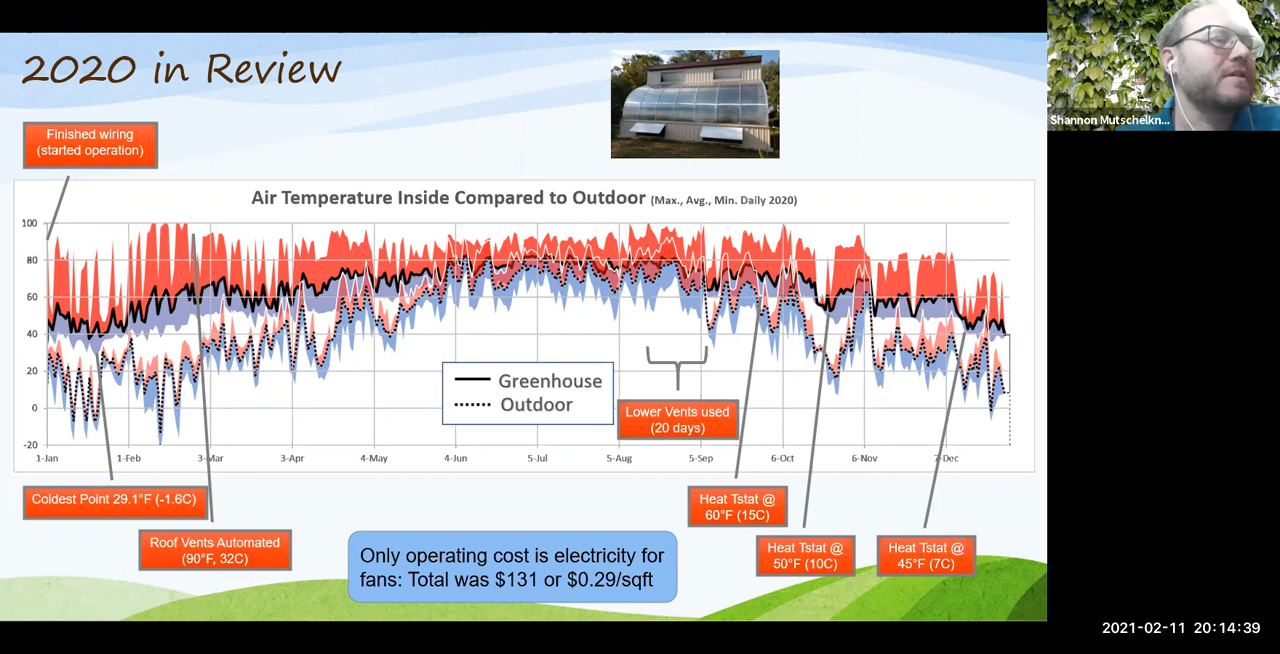 2020 in Review
Shannon Mutschelkn...
Finished wiring
(started operation)
Air Temperature Inside Compared to Outdoor (Max., Avg., Min. Daily 2020)
100
80
60
40
20
0
-20
Greenhouse
Outdoor
Lower Vents used
(20 days)
1-Jan 1-Feb 3-Mar 3-Apr 4-May 4-Jun 5-Jul 5-Aug 5-Sep 6-Oct 6-Nov 7-Dec
Coldest Point 29.1°F (-1.6C)
Heat Tstat @
60°F (15C)
Roof Vents Automated
(90°F, 32C)
Only operating cost is electricity for
fans: Total was $131 or $0.29/sqft
Heat Tstat @
50°F (10C)
Heat Tstat @
45°F (7C)
2021-02-11 20:14:39